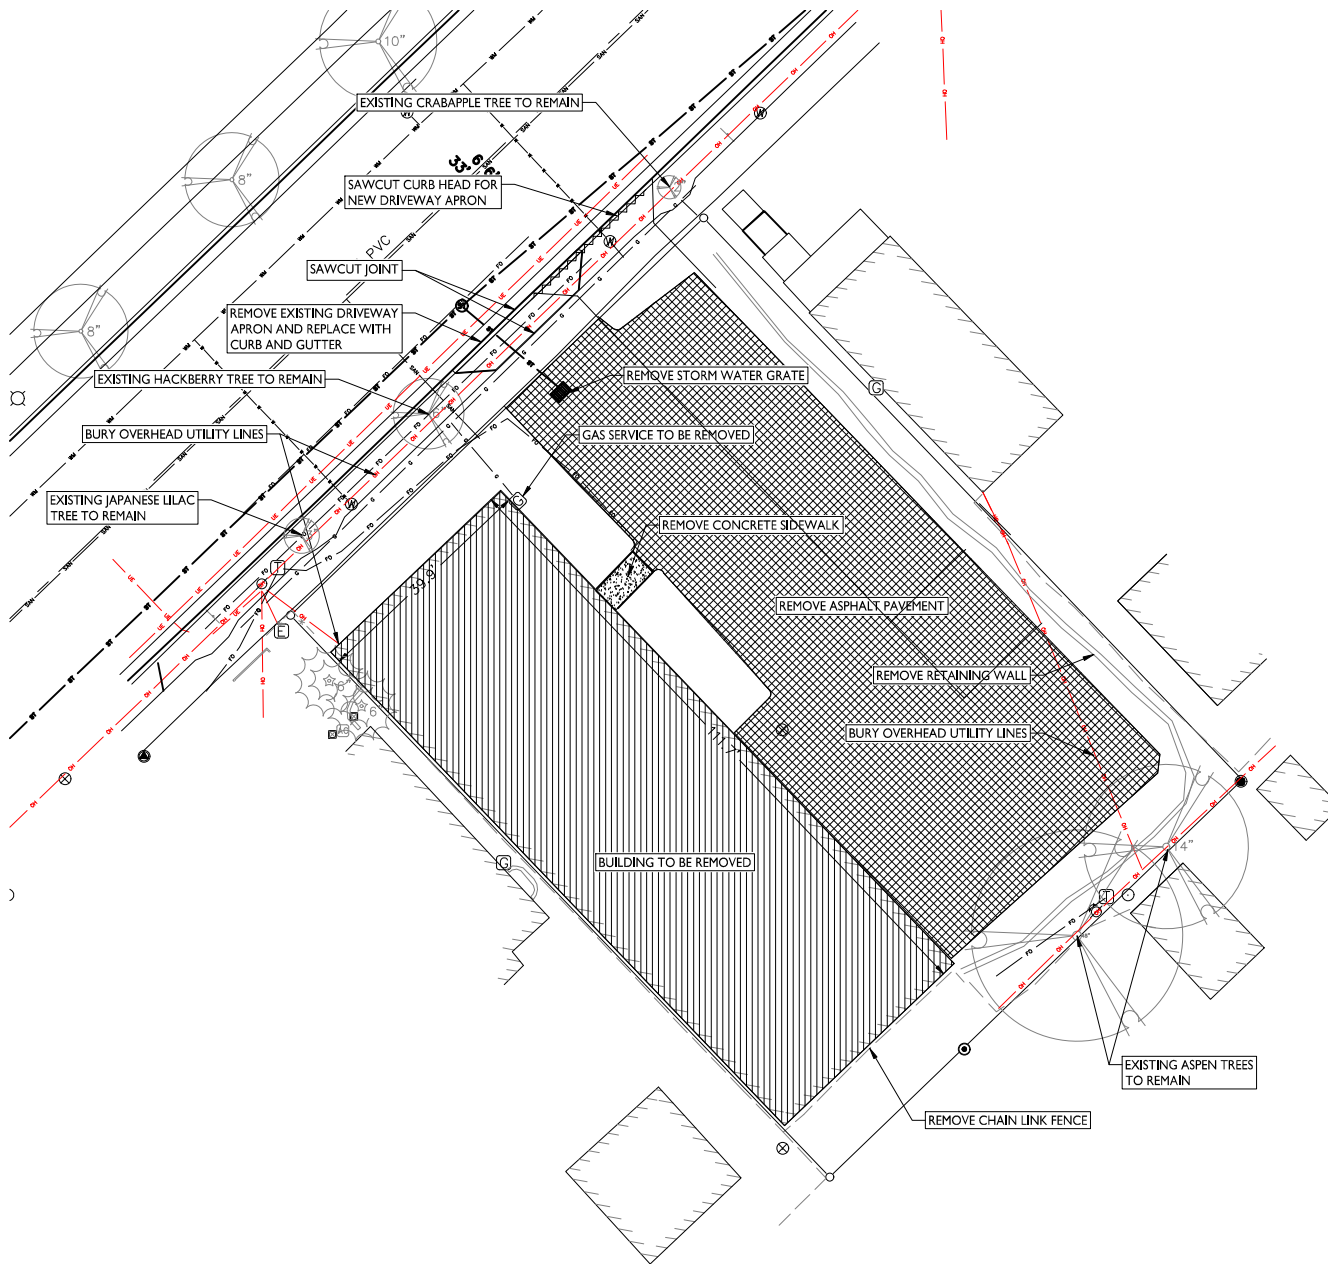 10"
EXISTING CRABAPPLE TREE TO REMAIN
8"
SAWCUT CURB HEAD FOR
NEW DRIVEWAY APRON
PVC
SAWCUT JOINT
REMOVE EXISTING DRIVEWAY
APRON AND REPLACE WITH
CURB AND GUTTER
8"
EXISTING HACKBERRY TREE TO REMAIN
REMOVE STORM WATER GRATE
BURY OVERHEAD UTILITY LINES
GAS SERVICE TO BE REMOVED
EXISTING JAPANESE LILAC
TREE TO REMAIN
REMOVE CONCRETE SIDEWALK
39.9'
REMOVE ASPHALT PAVEMENT
REMOVE RETAINING WALL
BURY OVERHEAD UTILITY LINES
14"
BUILDING TO BE REMOVED
EXISTING ASPEN TREES
TO REMAIN
REMOVE CHAIN LINK FENCE